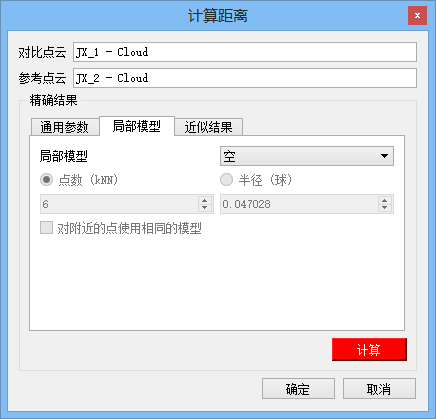 计算距离
x
对比点云 JX_1 - Cloud
参考点云 JX_2 - Cloud
精确结果
通用参数 局部模型 近似结果
局部模型 空
点数 (kNN) 半径 (球)
6 0.047028
对附近的点使用相同的模型
计算
确定 取消